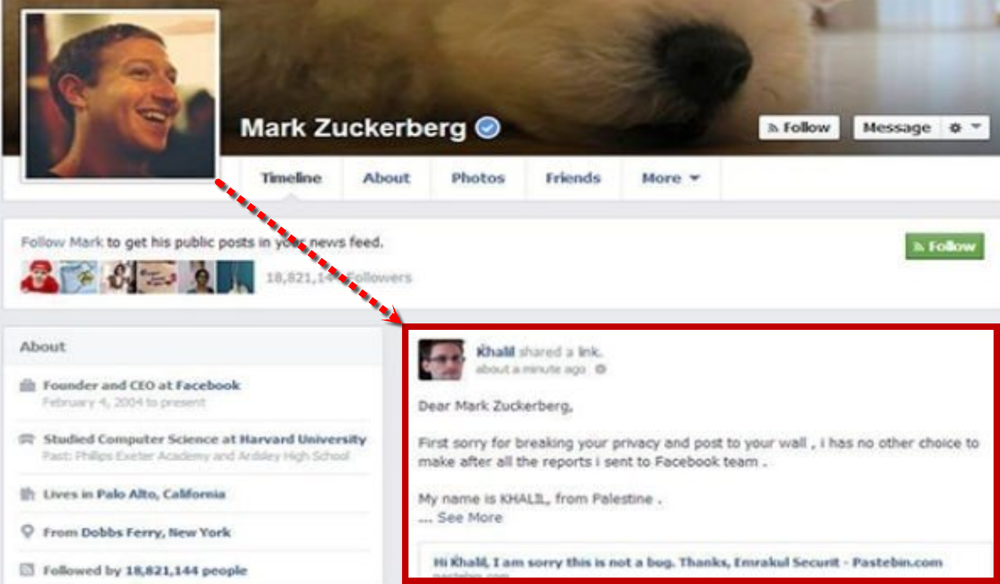 Mark Zuckerberg
Follow
Message
Timeline
About
Photos
Friends
More
Follow Mark to get his public posts in your news feed.
Follow
18,821,14 Followers
About
Founder and CEO at Facebook
February 4, 2004 to present
Studied Computer Science at Harvard University
Past: Philips Exeter Academy and Ardsley High School
Lives in Palo Alto, California
From Dobbs Ferry, New York
Followed by 18,821,144 people
Khalil shared a link.
about a minute ago
Dear Mark Zuckerberg,
First sorry for breaking your privacy and post to your wall , i has no other choice to
make after all the reports i sent to Facebook team .
My name is KHALIL, from Palestine .
... See More
Hi Khalil, I am sorry this is not a bug. Thanks, Emrakul Securit - Pastebin.com
pastebin.com